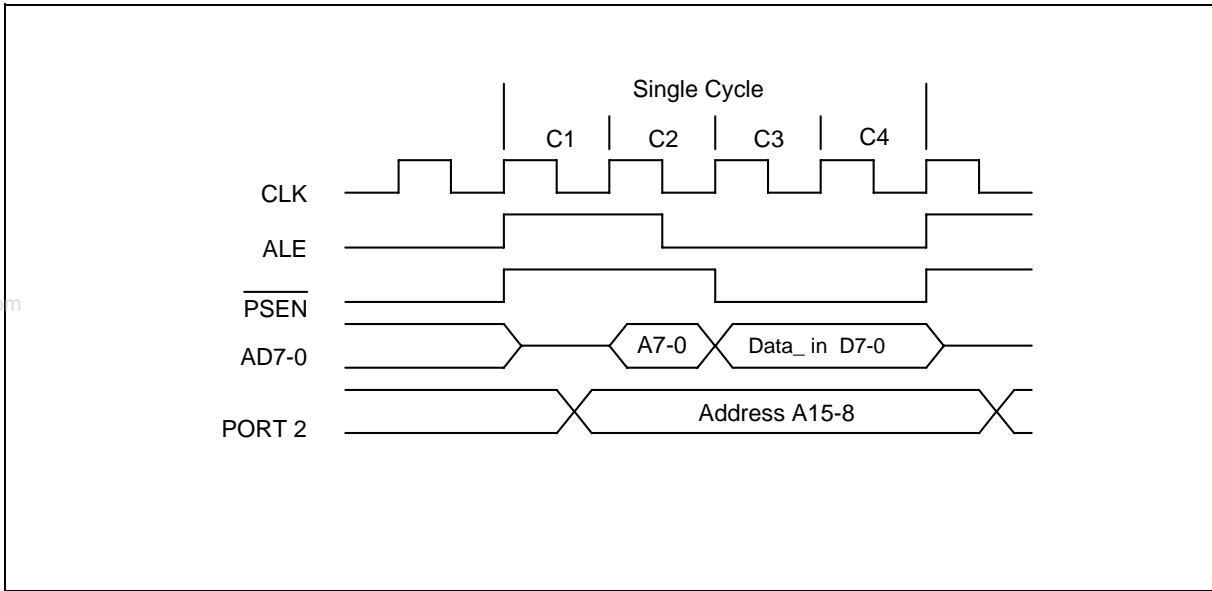 Single Cycle
C1 C2 C3 C4
CLK
ALE
PSEN
om
AD7-0 A7-0 Data_ in D7-0
PORT 2 Address A15-8